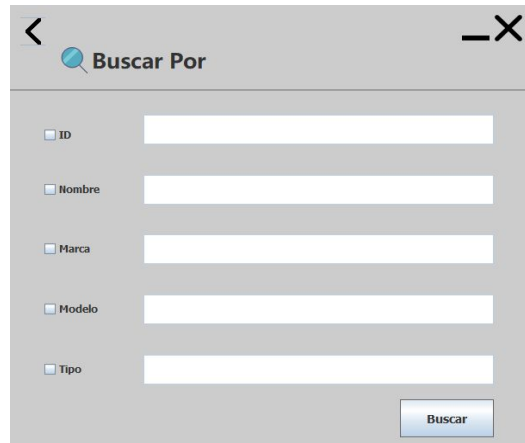 Buscar Por
ID
Nombre
Marca
Modelo
Tipo
Buscar